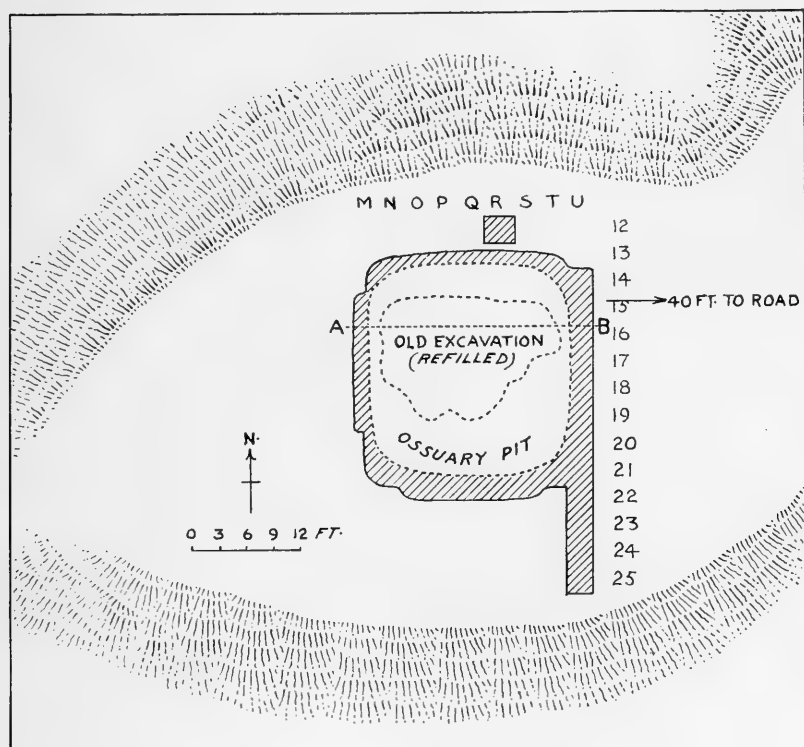 M N O P Q R S T U
12
13
14
15 40 FT. TO ROAD
A B 16
OLD EXCAVATION
(REFILLED)
17
18
19
OSSUARY PIT
20
21
22
23
24
25
N.
0 3 6 9 12 FT.